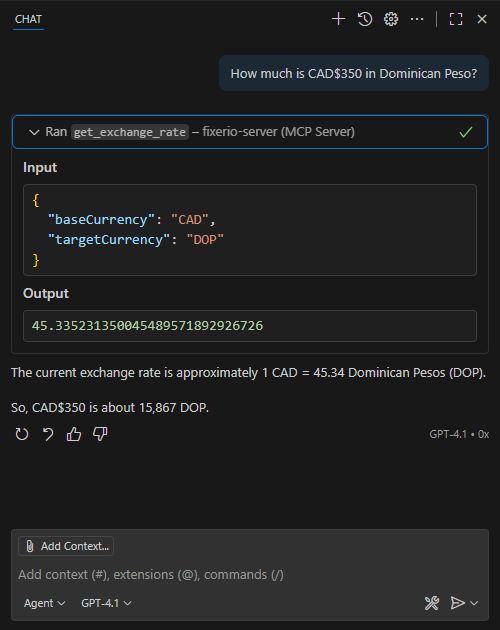 CHAT
How much is CAD$350 in Dominican Peso?
Ran get_exchange_rate – fixerio-server (MCP Server)
Input
{
"baseCurrency": "CAD",
"targetCurrency": "DOP"
}
Output
45.335231350045489571892926726
The current exchange rate is approximately 1 CAD = 45.34 Dominican Pesos (DOP).
So, CAD$350 is about 15,867 DOP.
GPT-4.1 • 0x
Add Context...
Add context (#), extensions (@), commands (/)
Agent GPT-4.1